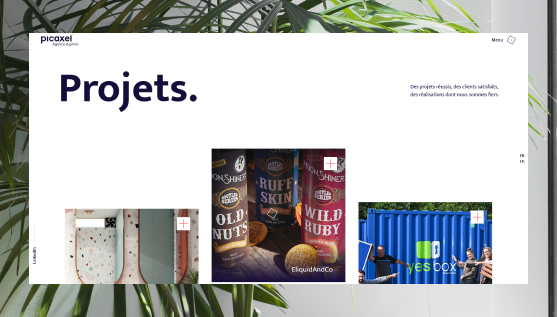 picaxel
Agence digitale
Menu
Projets.
Des projets réussis, des clients satisfaits,
des réalisations dont nous sommes fiers.
FR
EN
MOONSHINER
OLD
NUTS
RUFF
SKIN
MOONSHINER
WILD
RUBY
EliquidAndCo
yes box
LinkedIn